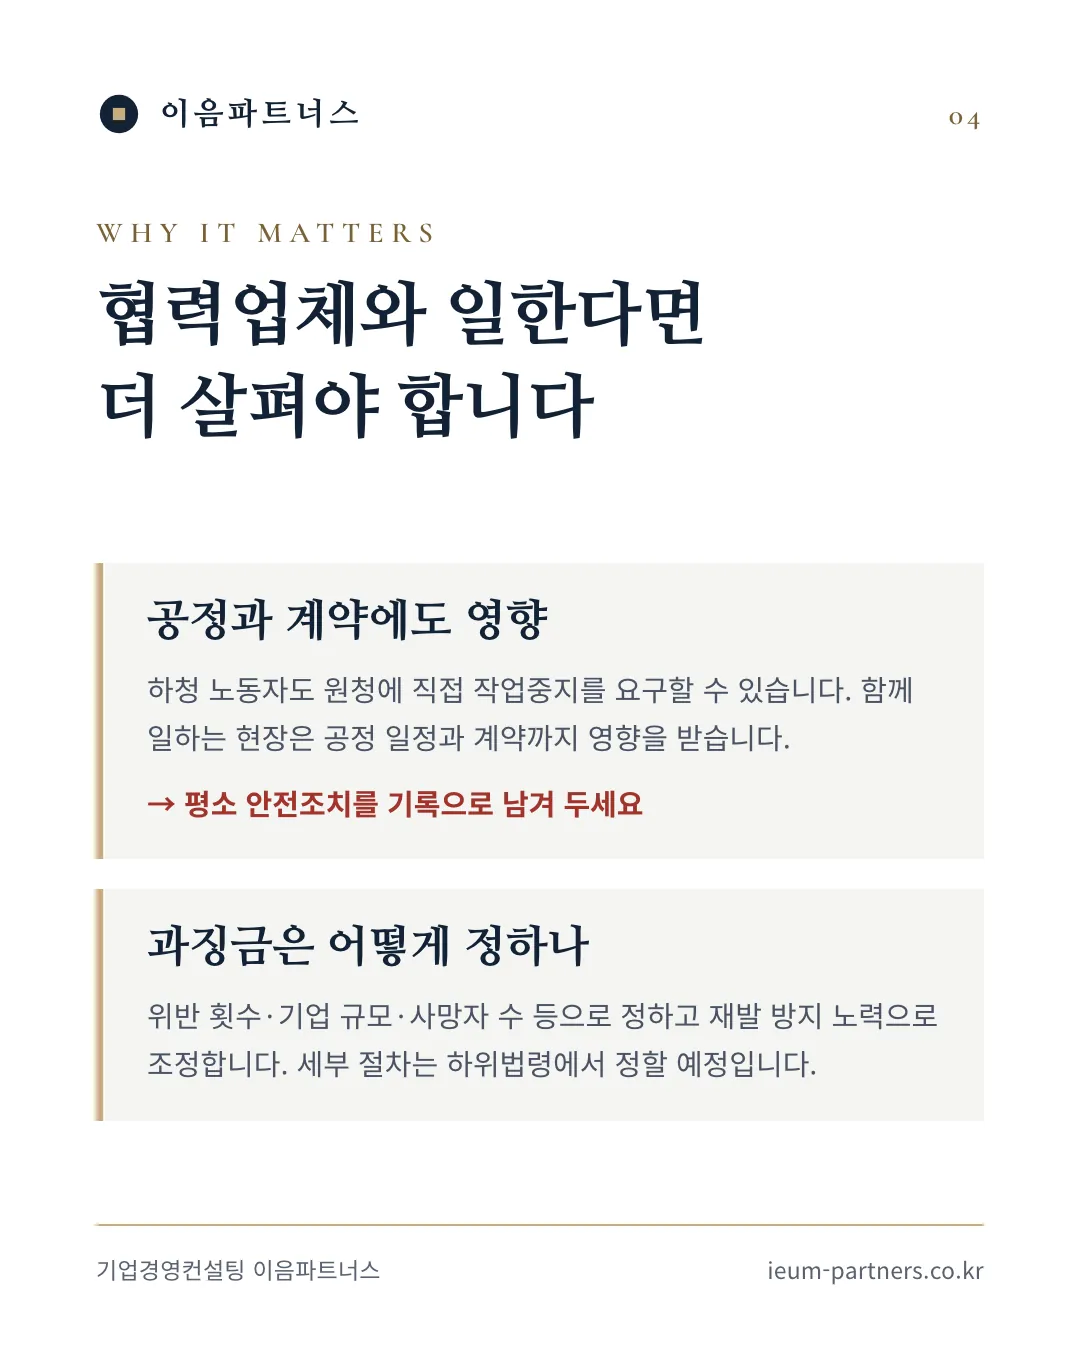 이음파트너스
04
WHY IT MATTERS
협력업체와 일한다면
더 살펴야 합니다
공정과 계약에도 영향
하청 노동자도 원청에 직접 작업중지를 요구할 수 있습니다. 함께
일하는 현장은 공정 일정과 계약까지 영향을 받습니다.
→ 평소 안전조치를 기록으로 남겨 두세요
과징금은 어떻게 정하나
위반 횟수·기업 규모·사망자 수 등으로 정하고 재발 방지 노력으로
조정합니다. 세부 절차는 하위법령에서 정할 예정입니다.
기업경영컨설팅 이음파트너스
ieum-partners.co.kr